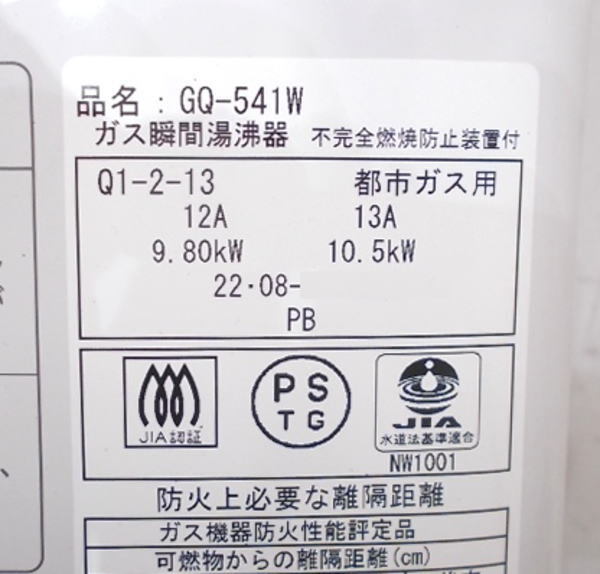 品名：GQ-541W
ガス瞬間湯沸器 不完全燃焼防止装置付
Q1-2-13 都市ガス用
12A 13A
9.80kW 10.5kW
22・08-
PB
JIA認証
PS
TG
JIA
水道法基準適合
NW1001
防火上必要な離隔距離
ガス機器防火性能評定品
可燃物からの離隔距離(cm)